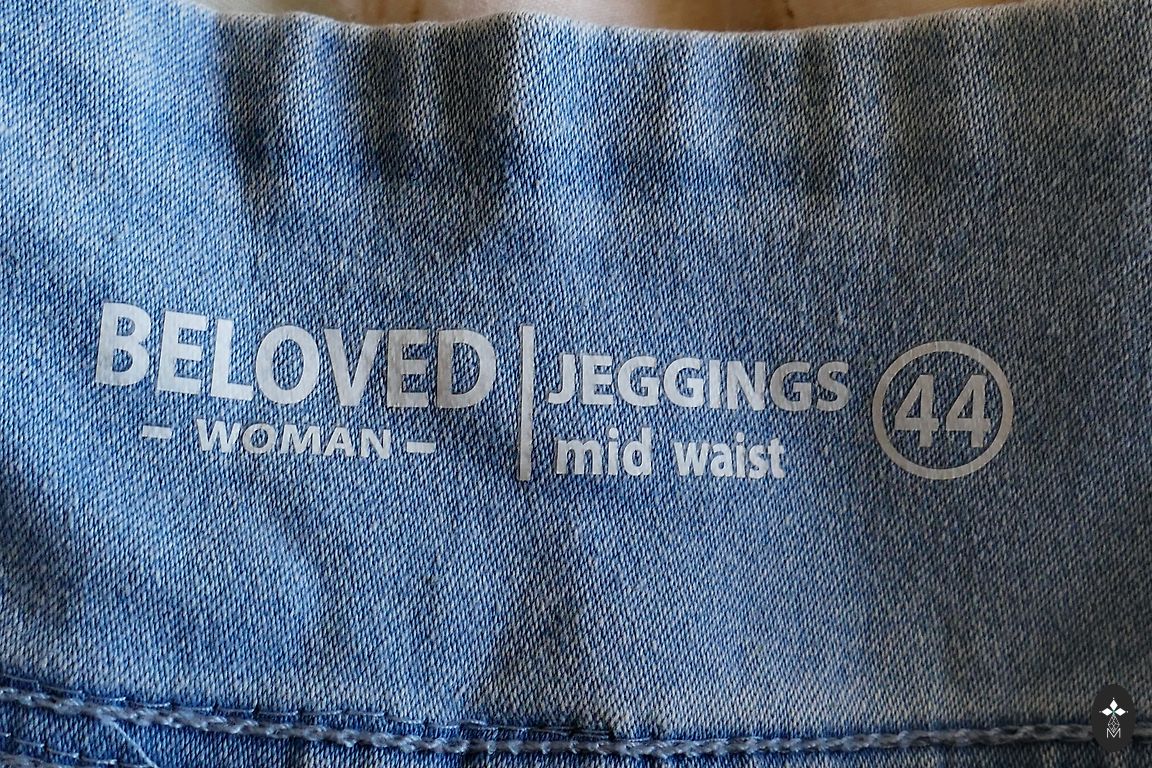 BELOVED
– WOMAN –
JEGGINGS
mid waist
44
M